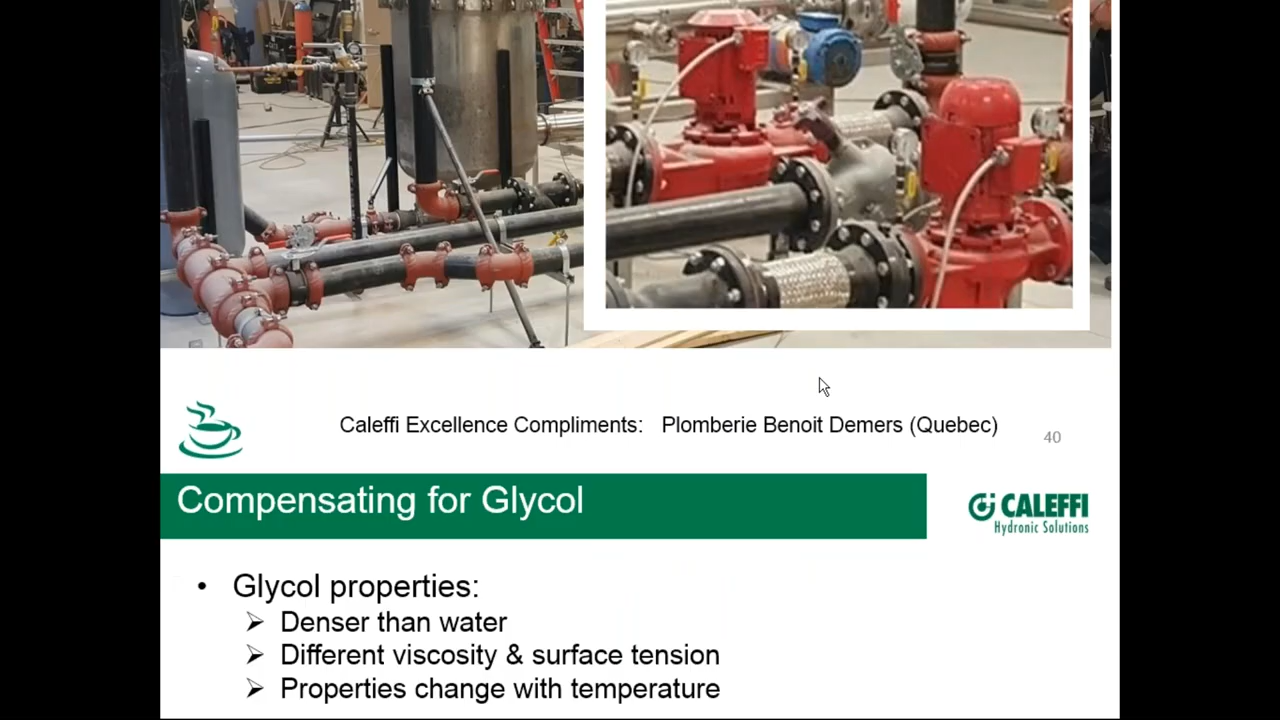 Caleffi Excellence Compliments: Plomberie Benoit Demers (Quebec)
40
Compensating for Glycol
CALEFFI
Hydronic Solutions
• Glycol properties:
➢ Denser than water
➢ Different viscosity & surface tension
➢ Properties change with temperature